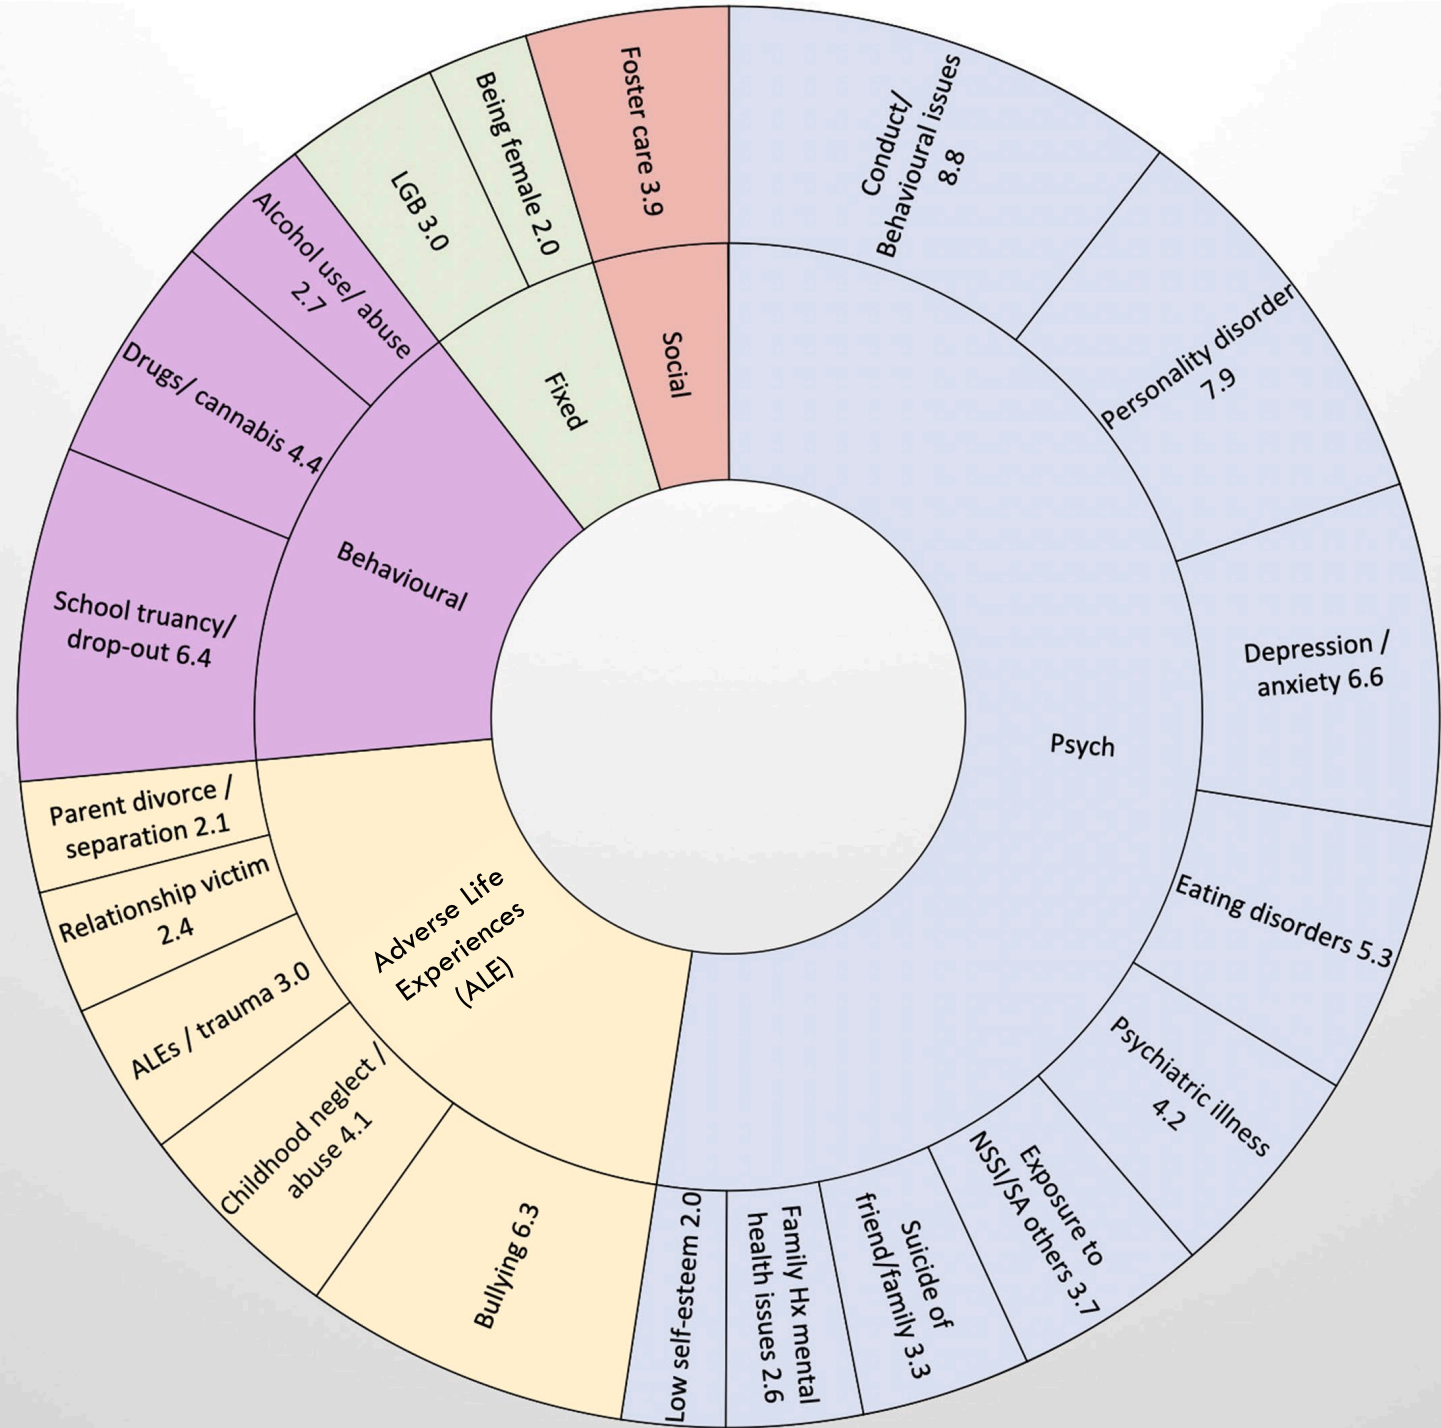 Conduct/
Behavioural issues
8.8
Personality disorder
7.9
Depression /
anxiety 6.6
Eating disorders 5.3
Psychiatric illness
4.2
Exposure to
NSSI/SA others 3.7
Suicide of
friend/family 3.3
Family Hx mental
health issues 2.6
Low self-esteem 2.0
Bullying 6.3
Childhood neglect /
abuse 4.1
ALEs / trauma 3.0
Relationship victim
2.4
Parent divorce /
separation 2.1
School truancy/
drop-out 6.4
Drugs/ cannabis 4.4
Alcohol use/ abuse
2.7
LGB 3.0
Being female 2.0
Foster care 3.9
Psych
Adverse Life
Experiences
(ALE)
Behavioural
Fixed
Social